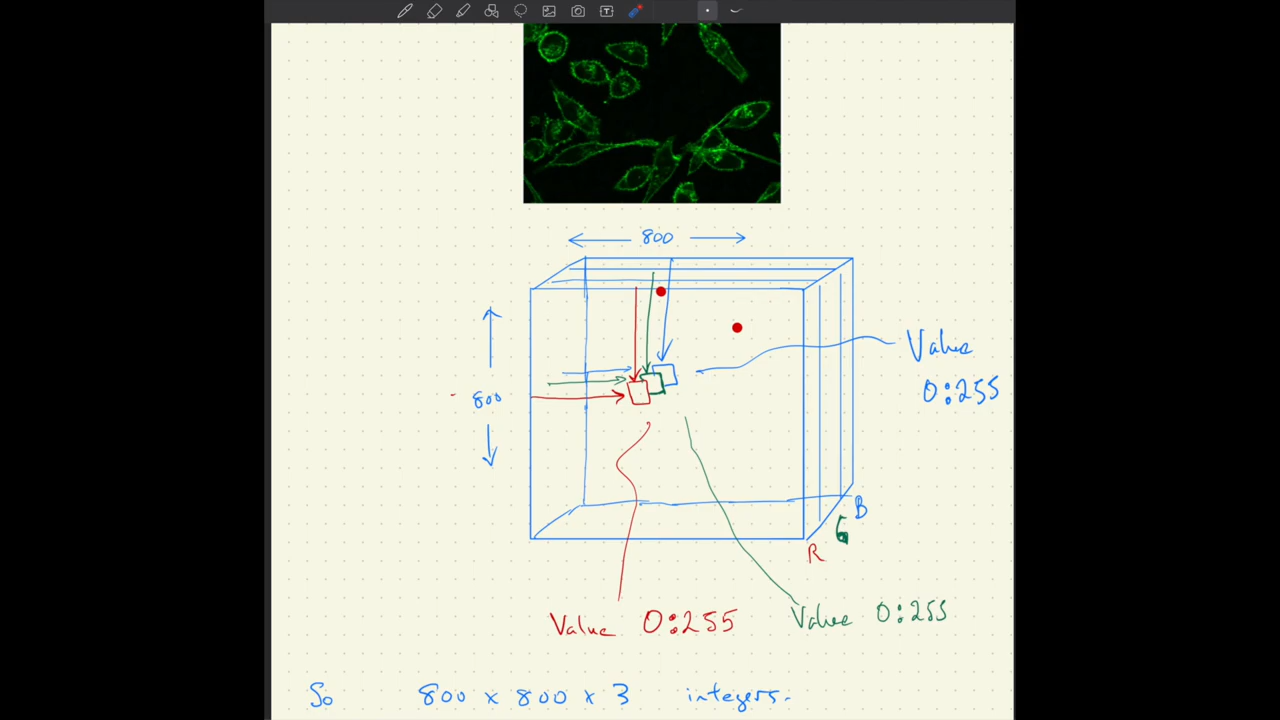 800
800
Value
0:255
B
G
R
Value 0:255
Value 0:255
So 800 x 800 x 3 integers.